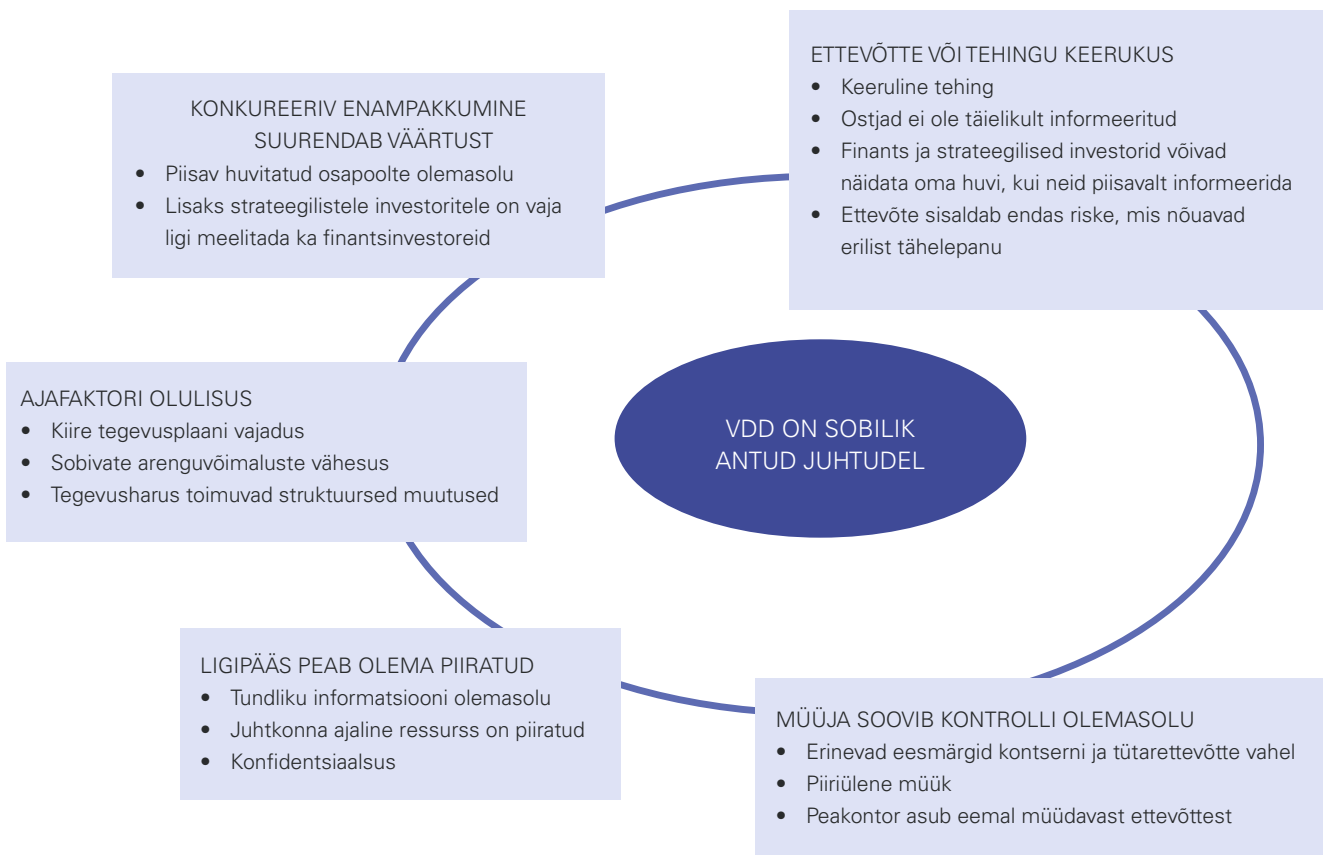 KONKUREERIV ENAMPAKKUMINE
SUURENDAB VÄÄRTUST
• Piisav huvitatud osapoolte olemasolu
• Lisaks strateegilistele investoritele on vaja
ligi meelitada ka finantsinvestoreid
ETTEVÕTTE VÕI TEHINGU KEERUKUS
• Keeruline tehing
• Ostjad ei ole täielikult informeeritud
• Finants ja strateegilised investorid võivad
näidata oma huvi, kui neid piisavalt informeerida
• Ettevõte sisaldab endas riske, mis nõuavad
erilist tähelepanu
AJAFAKTORI OLULISUS
• Kiire tegevusplaani vajadus
• Sobivate arenguvõimaluste vähesus
• Tegevusharus toimuvad struktuursed muutused
VDD ON SOBILIK
ANTUD JUHTUDEL
LIGIPÄÄS PEAB OLEMA PIIRATUD
• Tundliku informatsiooni olemasolu
• Juhtkonna ajaline ressurss on piiratud
• Konfidentsiaalsus
MÜÜJA SOOVIB KONTROLLI OLEMASOLU
• Erinevad eesmärgid kontserni ja tütarettevõtte vahel
• Piiriülene müük
• Peakontor asub eemal müüdavast ettevõttest